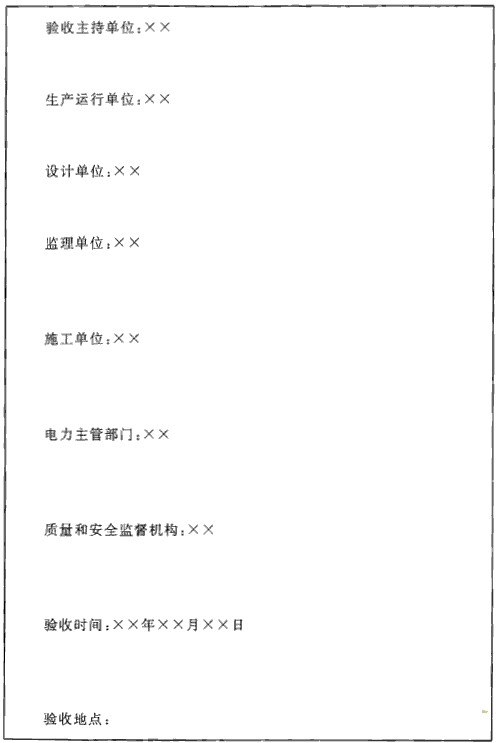 验收主持单位:××
生产运行单位:××
设计单位:××
监理单位:××
施工单位:××
电力主管部门:××
质量和安全监督机构:××
验收时间:××年××月××日
验收地点: